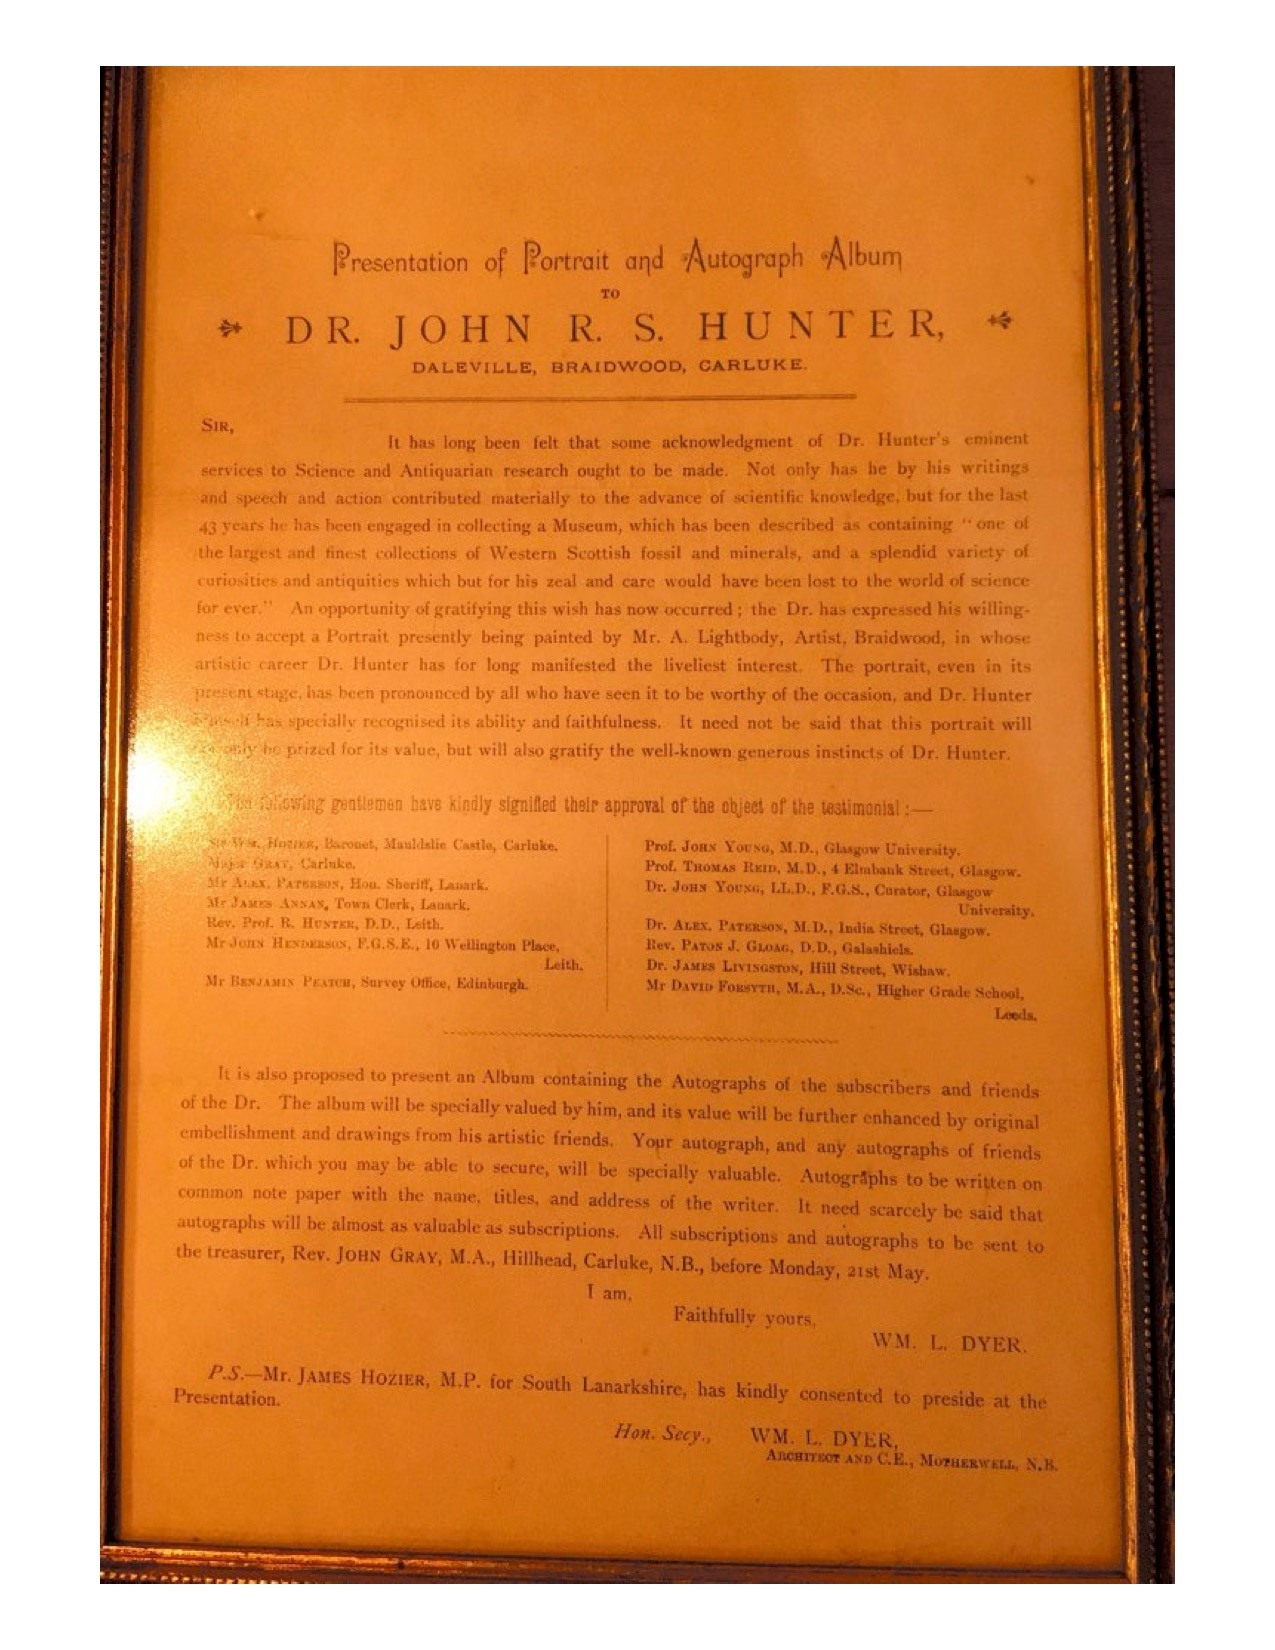 Presentation of Portrait and Autograph Album
TO
DR. JOHN R. S. HUNTER,
DALEVILLE, BRAIDWOOD, CARLUKE.
SIR,
It has long been felt that some acknowledgment of Dr. Hunter's eminent
services to Science and Antiquarian research ought to be made. Not only has he by his writings
and speech and action contributed materially to the advance of scientific knowledge, but for the last
43 years he has been engaged in collecting a Museum, which has been described as containing "one of
the largest and finest collections of Western Scottish fossil and minerals, and a splendid variety of
curiosities and antiquities which but for his zeal and care would have been lost to the world of science
for ever." An opportunity of gratifying this wish has now occurred; the Dr. has expressed his willing-
ness to accept a Portrait presently being painted by Mr. A. Lightbody, Artist, Braidwood, in whose
artistic career Dr. Hunter has for long manifested the liveliest interest. The portrait, even in its
present stage, has been pronounced by all who have seen it to be worthy of the occasion, and Dr. Hunter
himself has specially recognised its ability and faithfulness. It need not be said that this portrait will
only be prized for its value, but will also gratify the well-known generous instincts of Dr. Hunter.
The following gentlemen have kindly signified their approval of the object of the testimonial :—
Sir WM. HOZIER, Baronet, Mauldslie Castle, Carluke.
Major GRAY, Carluke.
Mr ALEX. PATERSON, Hon. Sheriff, Lanark.
Mr JAMES ANNAN, Town Clerk, Lanark.
Rev. Prof. R. HUNTER, D.D., Leith.
Mr JOHN HENDERSON, F.G.S.E., 10 Wellington Place,
Leith.
Mr BENJAMIN PEATCH, Survey Office, Edinburgh.
Prof. JOHN YOUNG, M.D., Glasgow University.
Prof. THOMAS REID, M.D., 4 Elmbank Street, Glasgow.
Dr. JOHN YOUNG, LL.D., F.G.S., Curator, Glasgow
University.
Dr. ALEX. PATERSON, M.D., India Street, Glasgow.
Rev. PATON J. GLOAG, D.D., Galashiels.
Dr. JAMES LIVINGSTON, Hill Street, Wishaw.
Mr DAVID FORSYTH, M.A., D.Sc., Higher Grade School,
Leeds.
It is also proposed to present an Album containing the Autographs of the subscribers and friends
of the Dr. The album will be specially valued by him, and its value will be further enhanced by original
embellishment and drawings from his artistic friends. Your autograph, and any autographs of friends
of the Dr. which you may be able to secure, will be specially valuable. Autographs to be written on
common note paper with the name, titles, and address of the writer. It need scarcely be said that
autographs will be almost as valuable as subscriptions. All subscriptions and autographs to be sent to
the treasurer, Rev. JOHN GRAY, M.A., Hillhead, Carluke, N.B., before Monday, 21st May.
I am,
Faithfully yours,
WM. L. DYER.
P.S.—Mr. JAMES HOZIER, M.P. for South Lanarkshire, has kindly consented to preside at the
Presentation.
Hon. Secy., WM. L. DYER,
ARCHITECT AND C.E., MOTHERWELL, N.B.